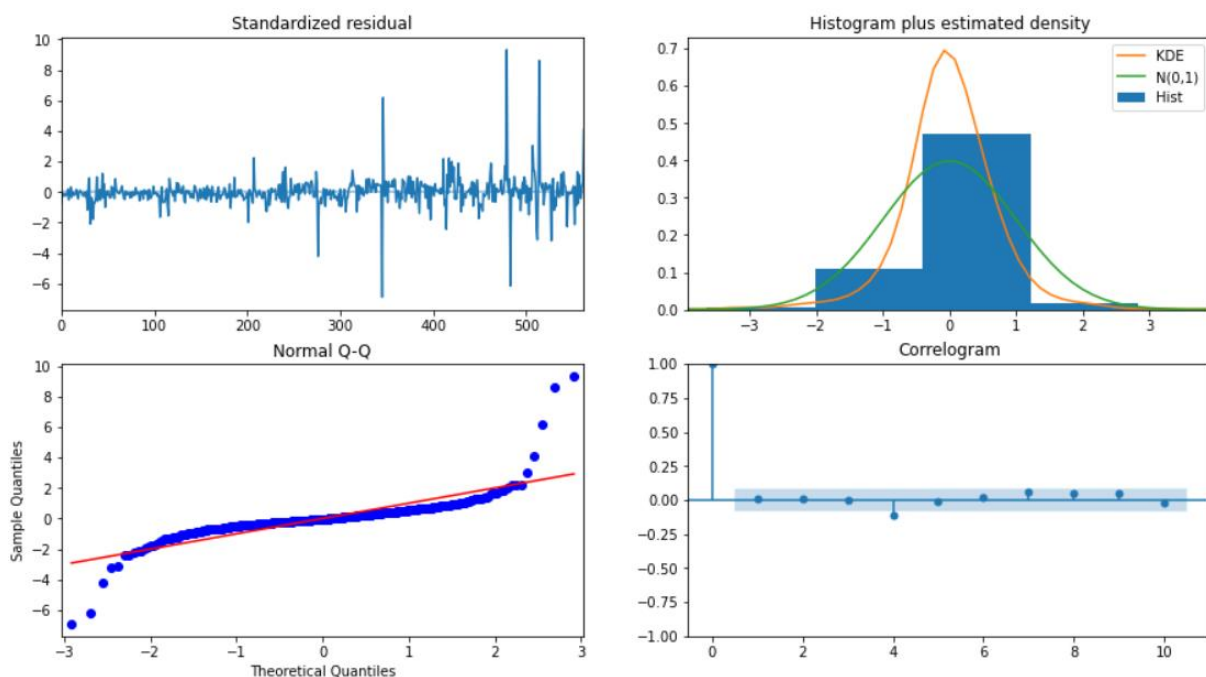 Standardized residual
10
8
6
4
2
0
−2
−4
−6
0 100 200 300 400 500
Histogram plus estimated density
0.7
0.6
0.5
0.4
0.3
0.2
0.1
0.0
−3 −2 −1 0 1 2 3
KDE
N(0,1)
Hist
Normal Q-Q
10
8
6
4
2
0
−2
−4
−6
−3 −2 −1 0 1 2 3
Sample Quantiles
Theoretical Quantiles
Correlogram
1.00
0.75
0.50
0.25
0.00
−0.25
−0.50
−0.75
−1.00
0 2 4 6 8 10